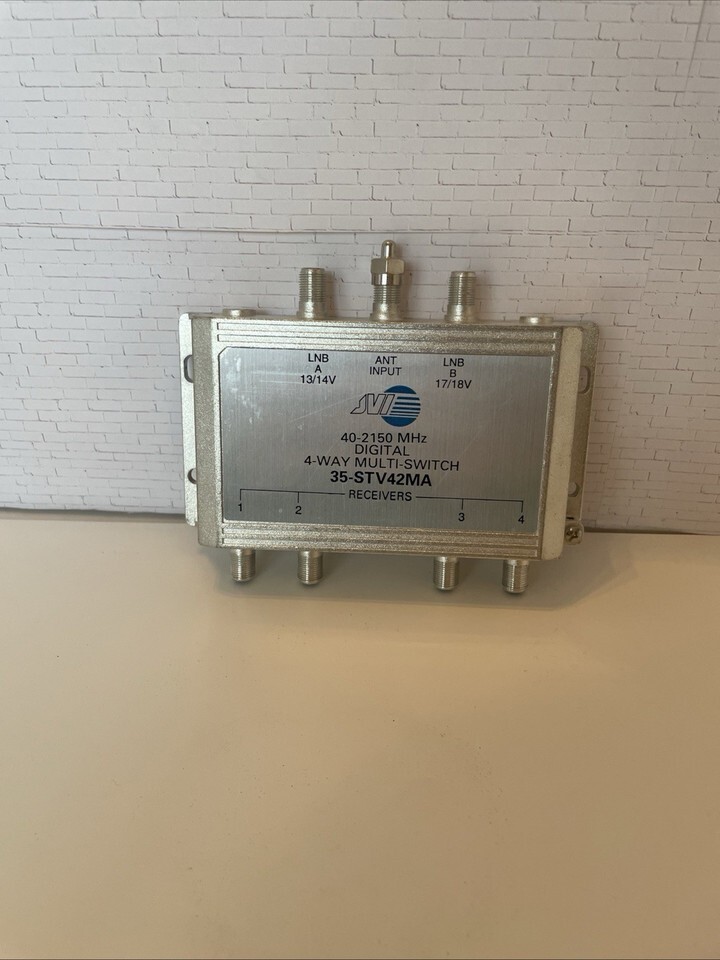 LNB
A
13/14V
ANT
INPUT
LNB
B
17/18V
JVI
40-2150 MHz
DIGITAL
4-WAY MULTI-SWITCH
35-STV42MA
RECEIVERS
1 2 3 4